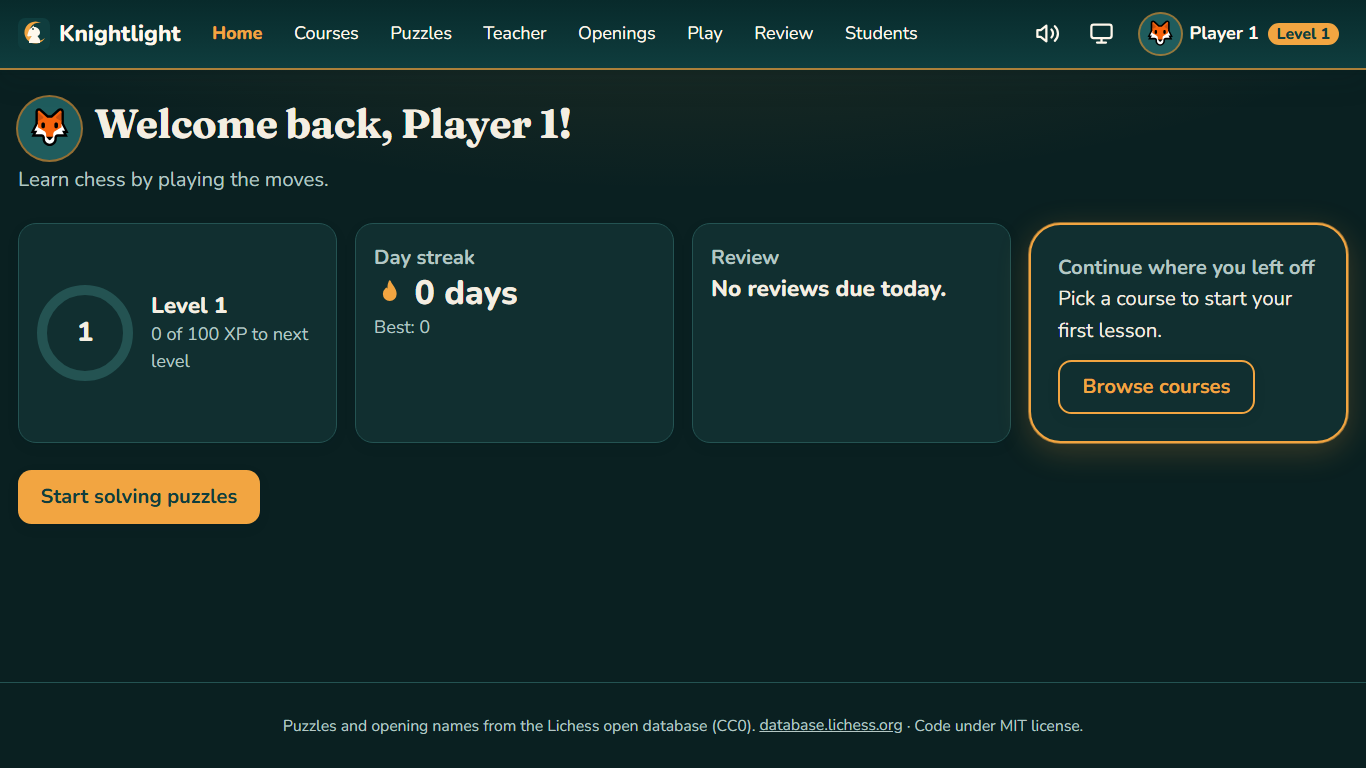 Knightlight Home Courses Puzzles Teacher Openings Play Review Students Player 1 Level 1
Welcome back, Player 1!
Learn chess by playing the moves.
1
Level 1
0 of 100 XP to next
level
Day streak
0 days
Best: 0
Review
No reviews due today.
Continue where you left off
Pick a course to start your
first lesson.
Browse courses
Start solving puzzles
Puzzles and opening names from the Lichess open database (CC0). database.lichess.org · Code under MIT license.